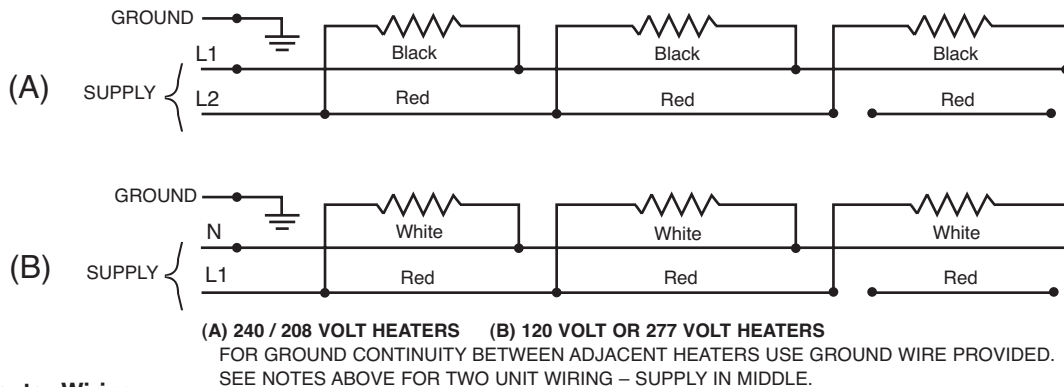 GROUND
Black Black Black
L1
(A) SUPPLY
L2 Red Red Red
GROUND
N White White White
(B) SUPPLY
L1 Red Red Red
(A) 240 / 208 VOLT HEATERS (B) 120 VOLT OR 277 VOLT HEATERS
FOR GROUND CONTINUITY BETWEEN ADJACENT HEATERS USE GROUND WIRE PROVIDED.
SEE NOTES ABOVE FOR TWO UNIT WIRING – SUPPLY IN MIDDLE.